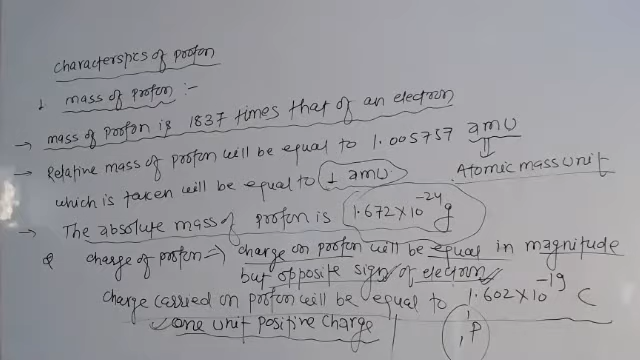 characterspics of proton
1 mass of proton :-
→ mass of proton is 1837 times that of an electron
→ Relative mass of proton will be equal to 1.005757 amu
which is taken will be equal to 1 amu.
Atomic mass unit
→ The absolute mass of proton is 1.672×10⁻²⁴g
charge of proton ⇒ charge on proton will be equal in magnitude
but opposite sign of electron
charge carried on proton will be equal to 1.602×10⁻¹⁹ C
one unit positive charge
1P